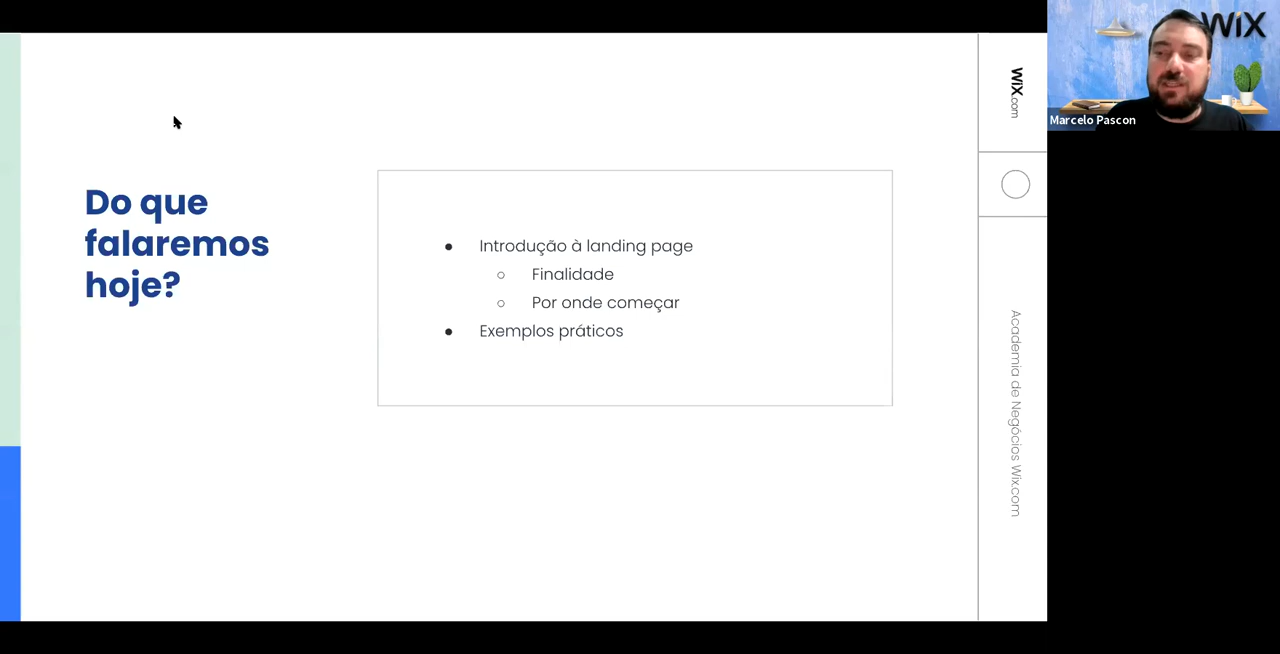 Do que
falaremos
hoje?
● Introdução à landing page
○ Finalidade
○ Por onde começar
● Exemplos práticos
WiX.com
Academia de Negócios Wix.com
WiX
Marcelo Pascon